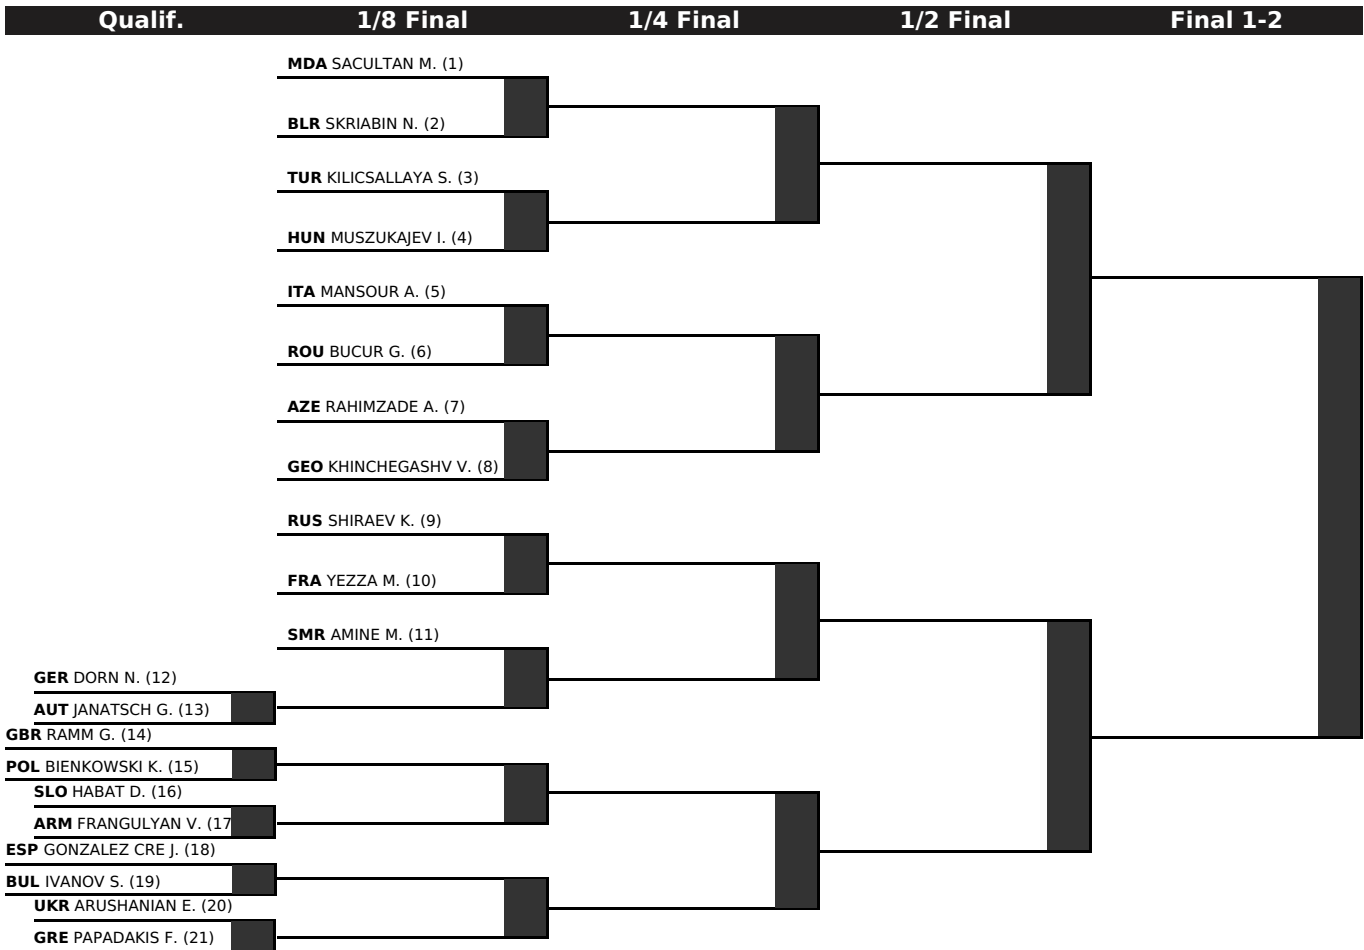 Qualif. 1/8 Final 1/4 Final 1/2 Final Final 1-2
MDA SACULTAN M. (1)
BLR SKRIABIN N. (2)
TUR KILICSALLAYA S. (3)
HUN MUSZUKAJEV I. (4)
ITA MANSOUR A. (5)
ROU BUCUR G. (6)
AZE RAHIMZADE A. (7)
GEO KHINCHEGASHV V. (8)
RUS SHIRAEV K. (9)
FRA YEZZA M. (10)
SMR AMINE M. (11)
GER DORN N. (12)
AUT JANATSCH G. (13)
GBR RAMM G. (14)
POL BIENKOWSKI K. (15)
SLO HABAT D. (16)
ARM FRANGULYAN V. (17
ESP GONZALEZ CRE J. (18)
BUL IVANOV S. (19)
UKR ARUSHANIAN E. (20)
GRE PAPADAKIS F. (21)